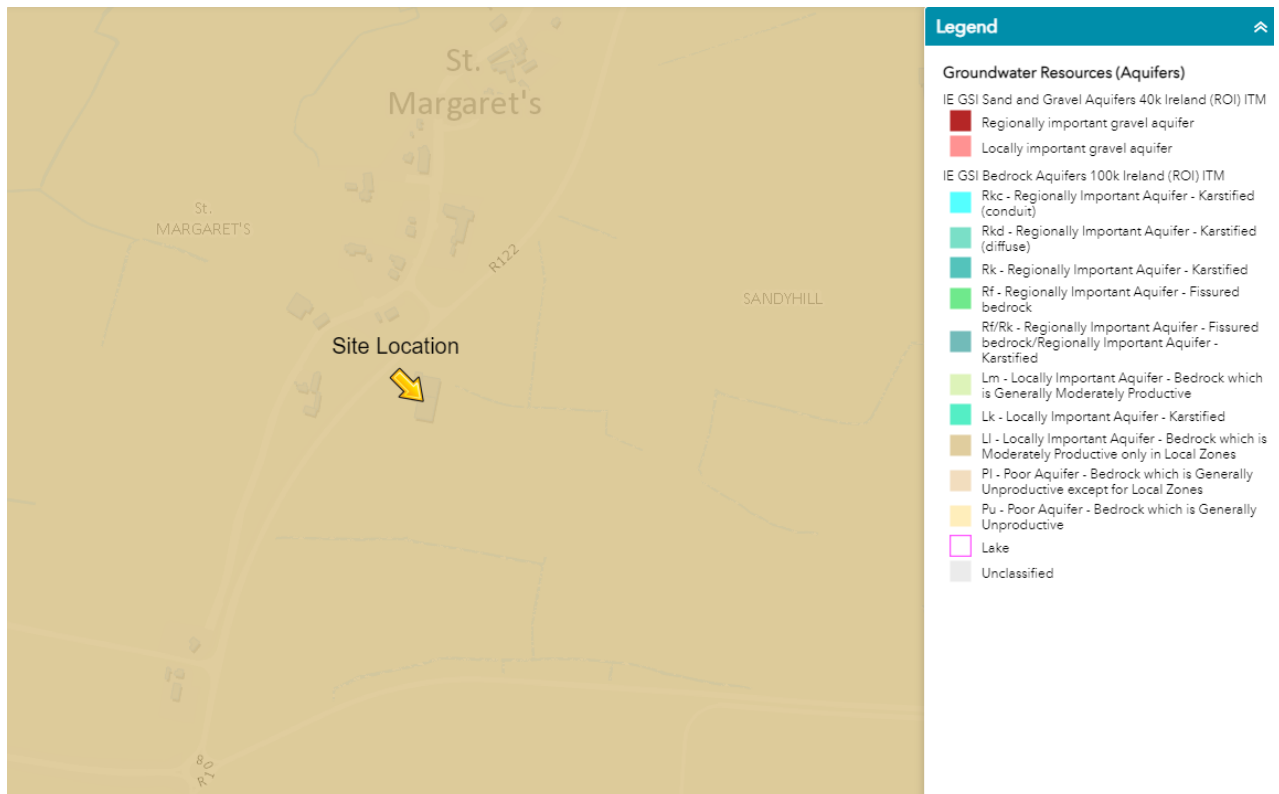 St.
Margaret's
St.
MARGARET'S
R122
SANDYHILL
Site Location
R108
Legend
Groundwater Resources (Aquifers)
IE GSI Sand and Gravel Aquifers 40k Ireland (ROI) ITM
Regionally important gravel aquifer
Locally important gravel aquifer
IE GSI Bedrock Aquifers 100k Ireland (ROI) ITM
Rkc - Regionally Important Aquifer - Karstified
(conduit)
Rkd - Regionally Important Aquifer - Karstified
(diffuse)
Rk - Regionally Important Aquifer - Karstified
Rf - Regionally Important Aquifer - Fissured
bedrock
Rf/Rk - Regionally Important Aquifer - Fissured
bedrock/Regionally Important Aquifer -
Karstified
Lm - Locally Important Aquifer - Bedrock which
is Generally Moderately Productive
Lk - Locally Important Aquifer - Karstified
Ll - Locally Important Aquifer - Bedrock which is
Moderately Productive only in Local Zones
Pl - Poor Aquifer - Bedrock which is Generally
Unproductive except for Local Zones
Pu - Poor Aquifer - Bedrock which is Generally
Unproductive
Lake
Unclassified